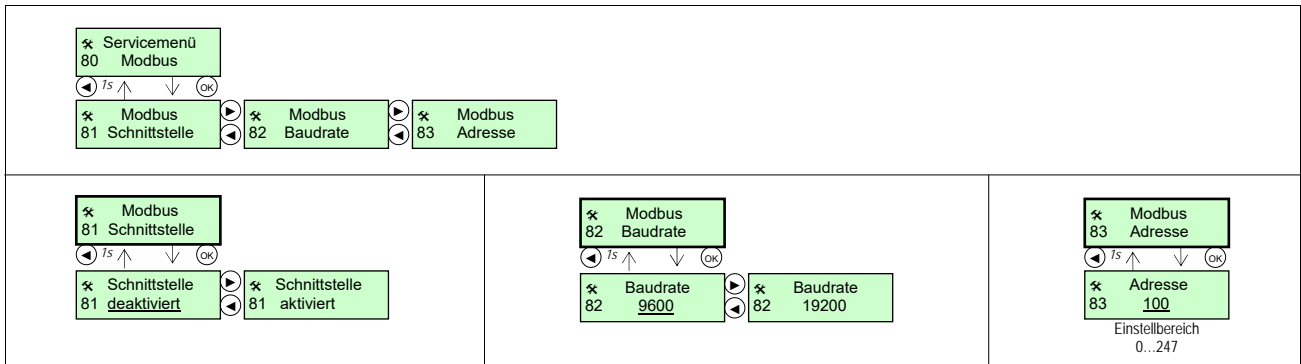 Servicemenü
80 Modbus
1s OK
Modbus
81 Schnittstelle
Modbus
82 Baudrate
Modbus
83 Adresse
Modbus
81 Schnittstelle
1s OK
Schnittstelle
81 deaktiviert
Schnittstelle
81 aktiviert
Modbus
82 Baudrate
1s OK
Baudrate
82 9600
Baudrate
82 19200
Modbus
83 Adresse
1s OK
Adresse
83 100
Einstellbereich
0...247